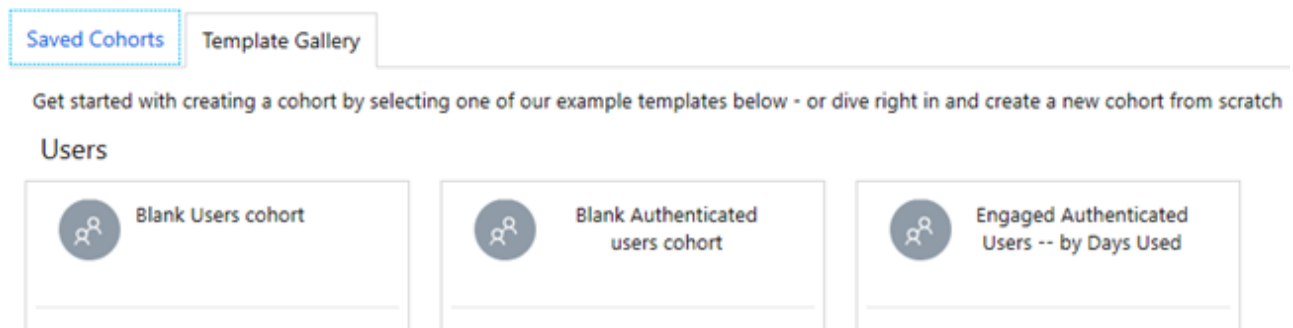 Saved Cohorts
Template Gallery
Get started with creating a cohort by selecting one of our example templates below - or dive right in and create a new cohort from scratch
Users
Blank Users cohort
Blank Authenticated
users cohort
Engaged Authenticated
Users -- by Days Used